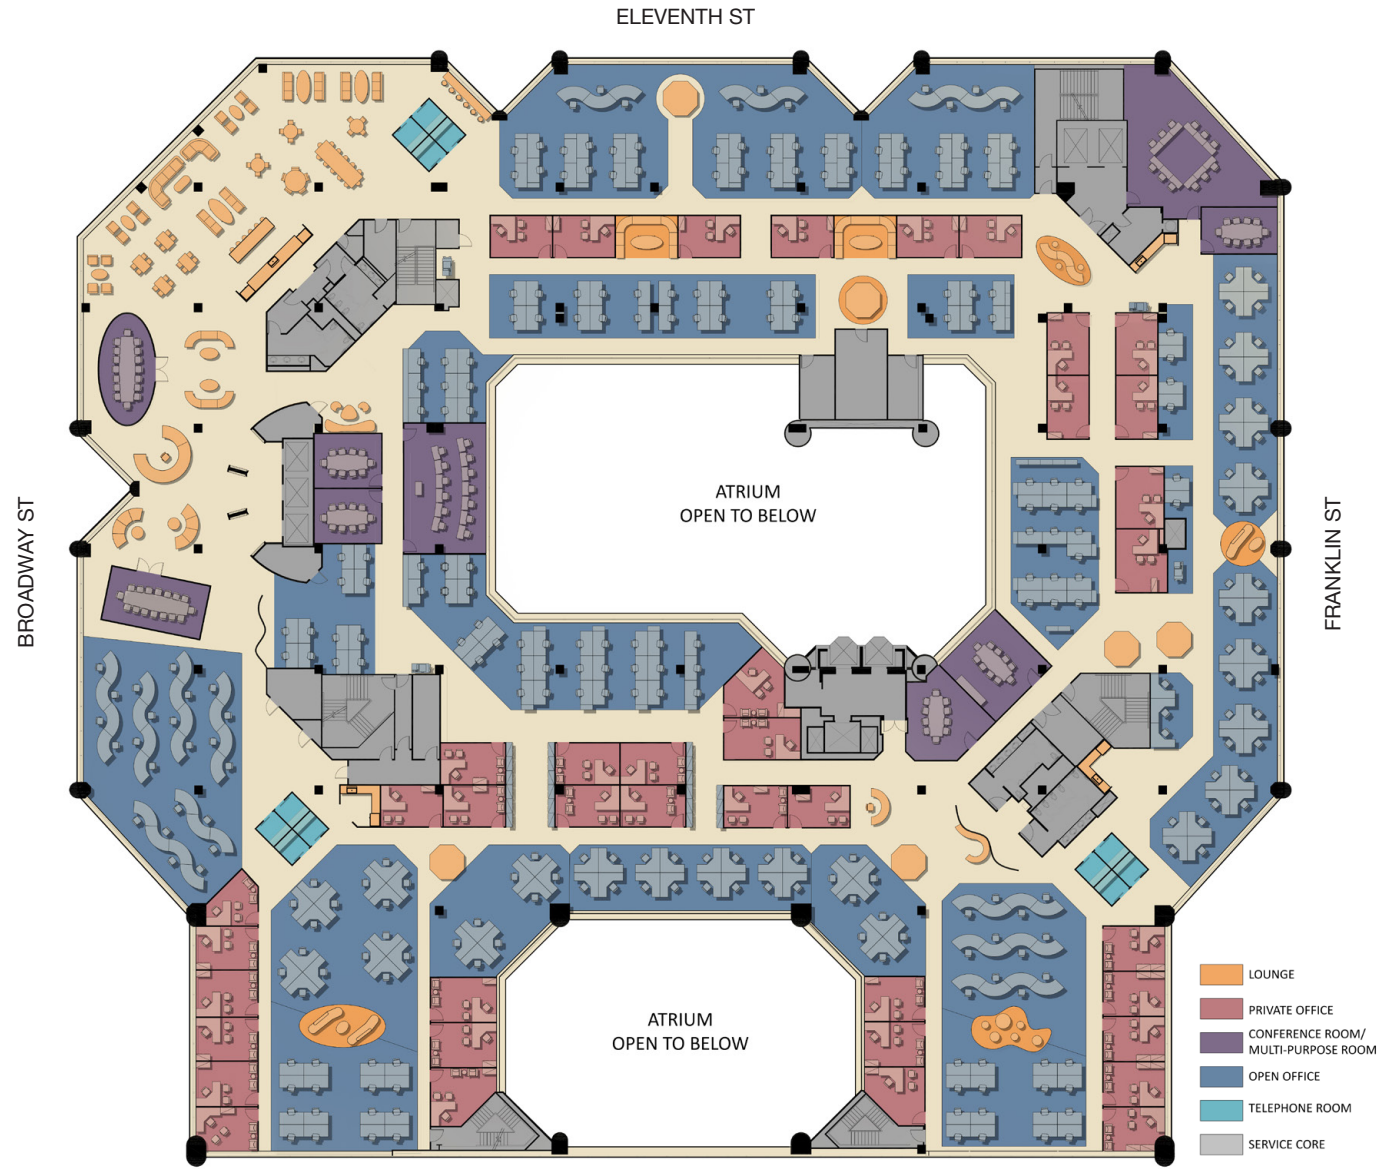 ELEVENTH ST
BROADWAY ST
ATRIUM
OPEN TO BELOW
FRANKLIN ST
ATRIUM
OPEN TO BELOW
LOUNGE
PRIVATE OFFICE
CONFERENCE ROOM/
MULTI-PURPOSE ROOM
OPEN OFFICE
TELEPHONE ROOM
SERVICE CORE